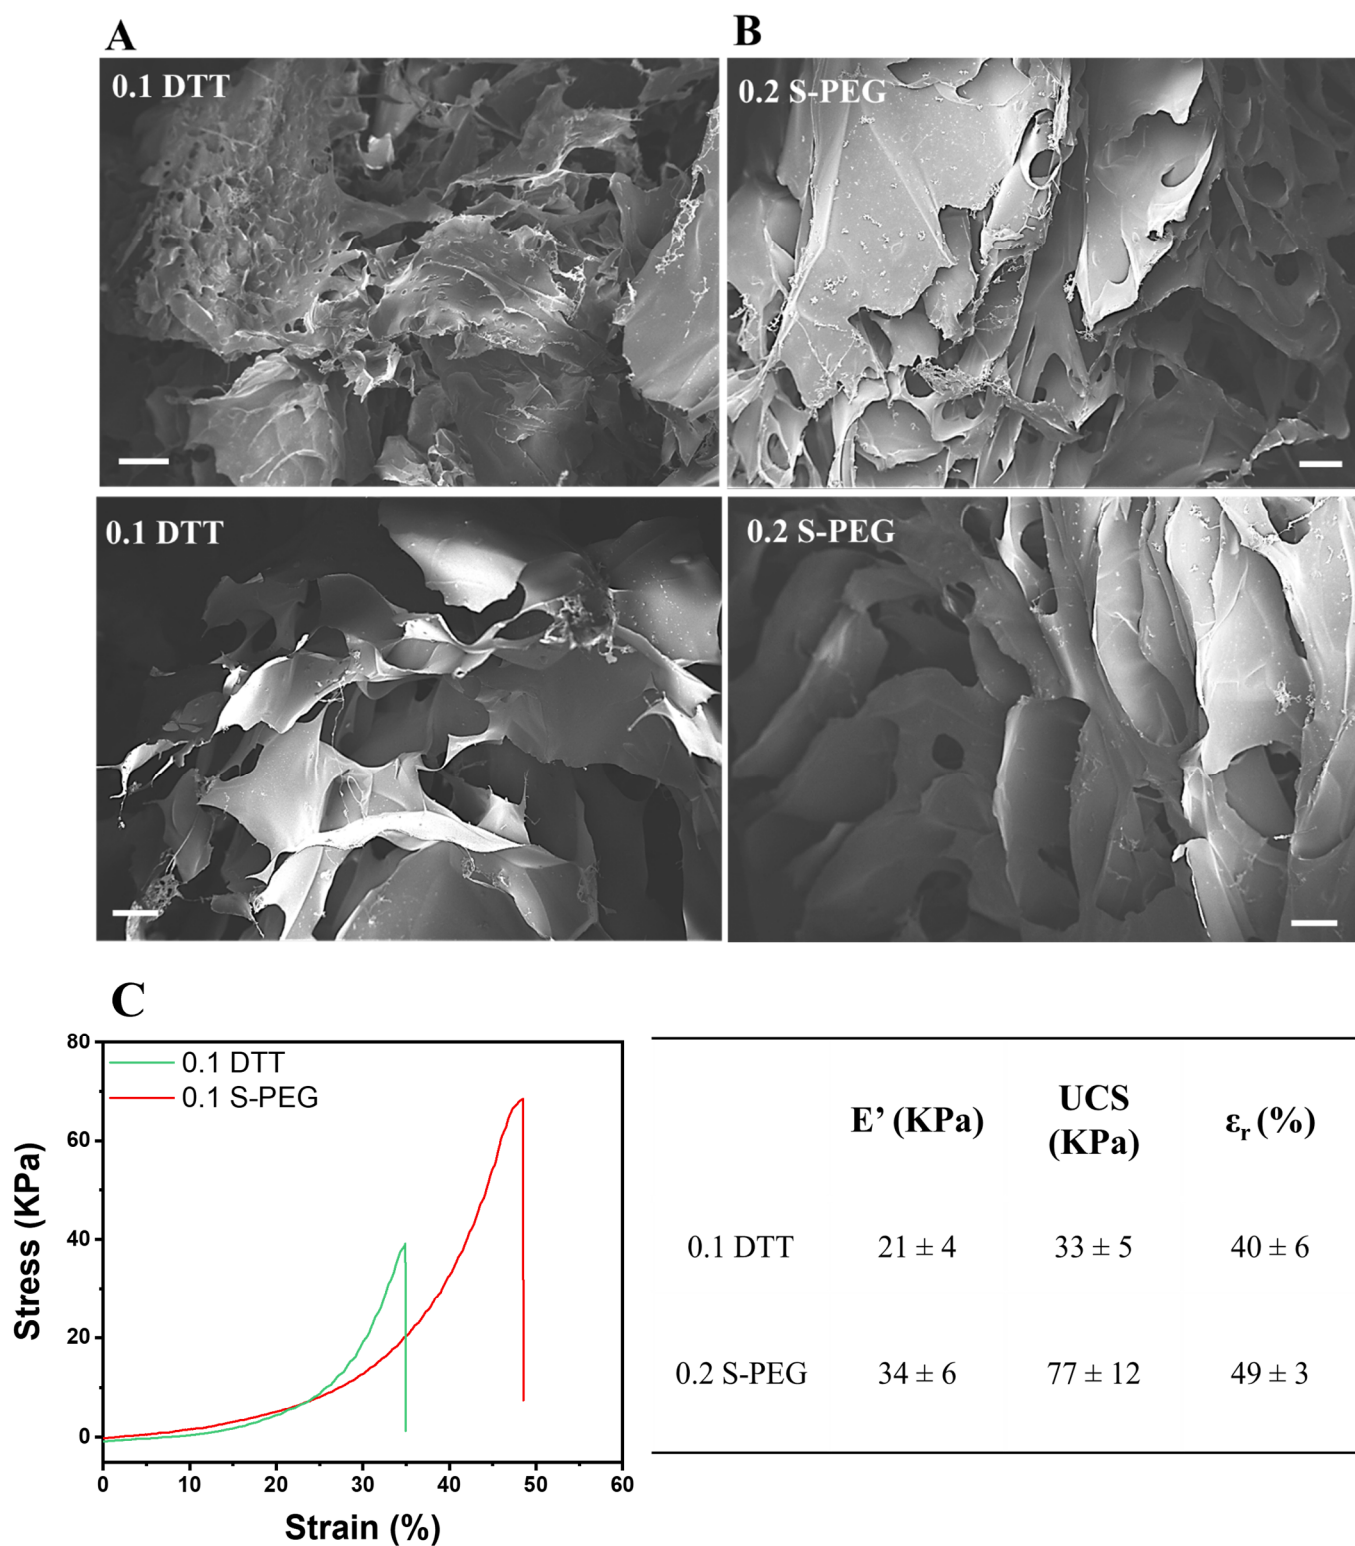 A
B
0.1 DTT
0.2 S-PEG
0.1 DTT
0.2 S-PEG
C
80
60
40
20
0
0 10 20 30 40 50 60
Stress (KPa)
Strain (%)
0.1 DTT
0.1 S-PEG
E’ (KPa)
UCS
(KPa)
εr (%)
0.1 DTT 21 ± 4 33 ± 5 40 ± 6
0.2 S-PEG 34 ± 6 77 ± 12 49 ± 3